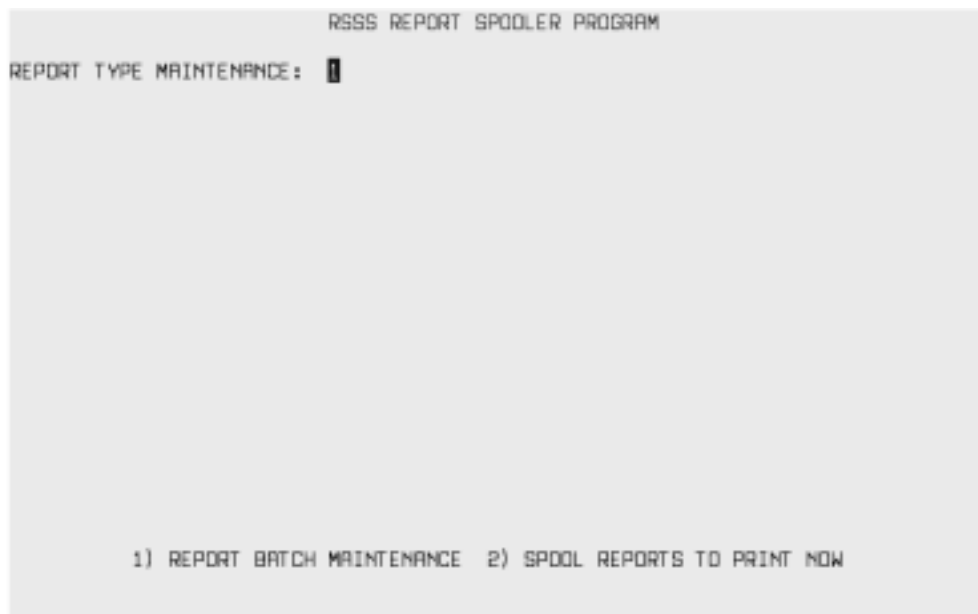 RSSS REPORT SPOOLER PROGRAM
REPORT TYPE MAINTENANCE: 1
1) REPORT BATCH MAINTENANCE 2) SPOOL REPORTS TO PRINT NOW